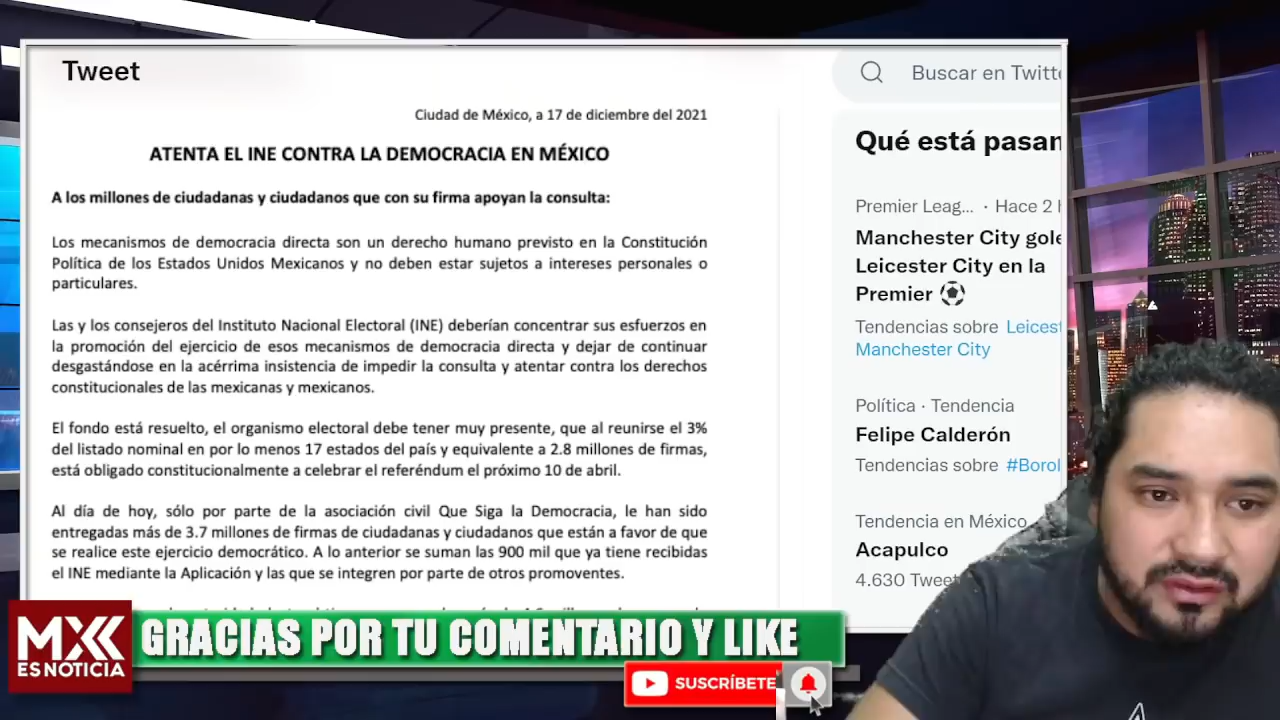 Tweet
Ciudad de México, a 17 de diciembre del 2021
ATENTA EL INE CONTRA LA DEMOCRACIA EN MÉXICO
A los millones de ciudadanas y ciudadanos que con su firma apoyan la consulta:
Los mecanismos de democracia directa son un derecho humano previsto en la Constitución
Política de los Estados Unidos Mexicanos y no deben estar sujetos a intereses personales o
particulares.
Las y los consejeros del Instituto Nacional Electoral (INE) deberían concentrar sus esfuerzos en
la promoción del ejercicio de esos mecanismos de democracia directa y dejar de continuar
desgastándose en la acérrima insistencia de impedir la consulta y atentar contra los derechos
constitucionales de las mexicanas y mexicanos.
El fondo está resuelto, el organismo electoral debe tener muy presente, que al reunirse el 3%
del listado nominal en por lo menos 17 estados del país y equivalente a 2.8 millones de firmas,
está obligado constitucionalmente a celebrar el referéndum el próximo 10 de abril.
Al día de hoy, sólo por parte de la asociación civil Que Siga la Democracia, le han sido
entregadas más de 3.7 millones de firmas de ciudadanas y ciudadanos que están a favor de que
se realice este ejercicio democrático. A lo anterior se suman las 900 mil que ya tiene recibidas
el INE mediante la Aplicación y las que se integren por parte de otros promoventes.
Buscar en Twitte
Qué está pasan
Premier Leag... · Hace 2 h
Manchester City gole
Leicester City en la
Premier
Tendencias sobre Leicest
Manchester City
Política · Tendencia
Felipe Calderón
Tendencias sobre #Borol
Tendencia en México
Acapulco
4.630 Tweet
MX
ES NOTICIA
GRACIAS POR TU COMENTARIO Y LIKE
SUSCRÍBETE